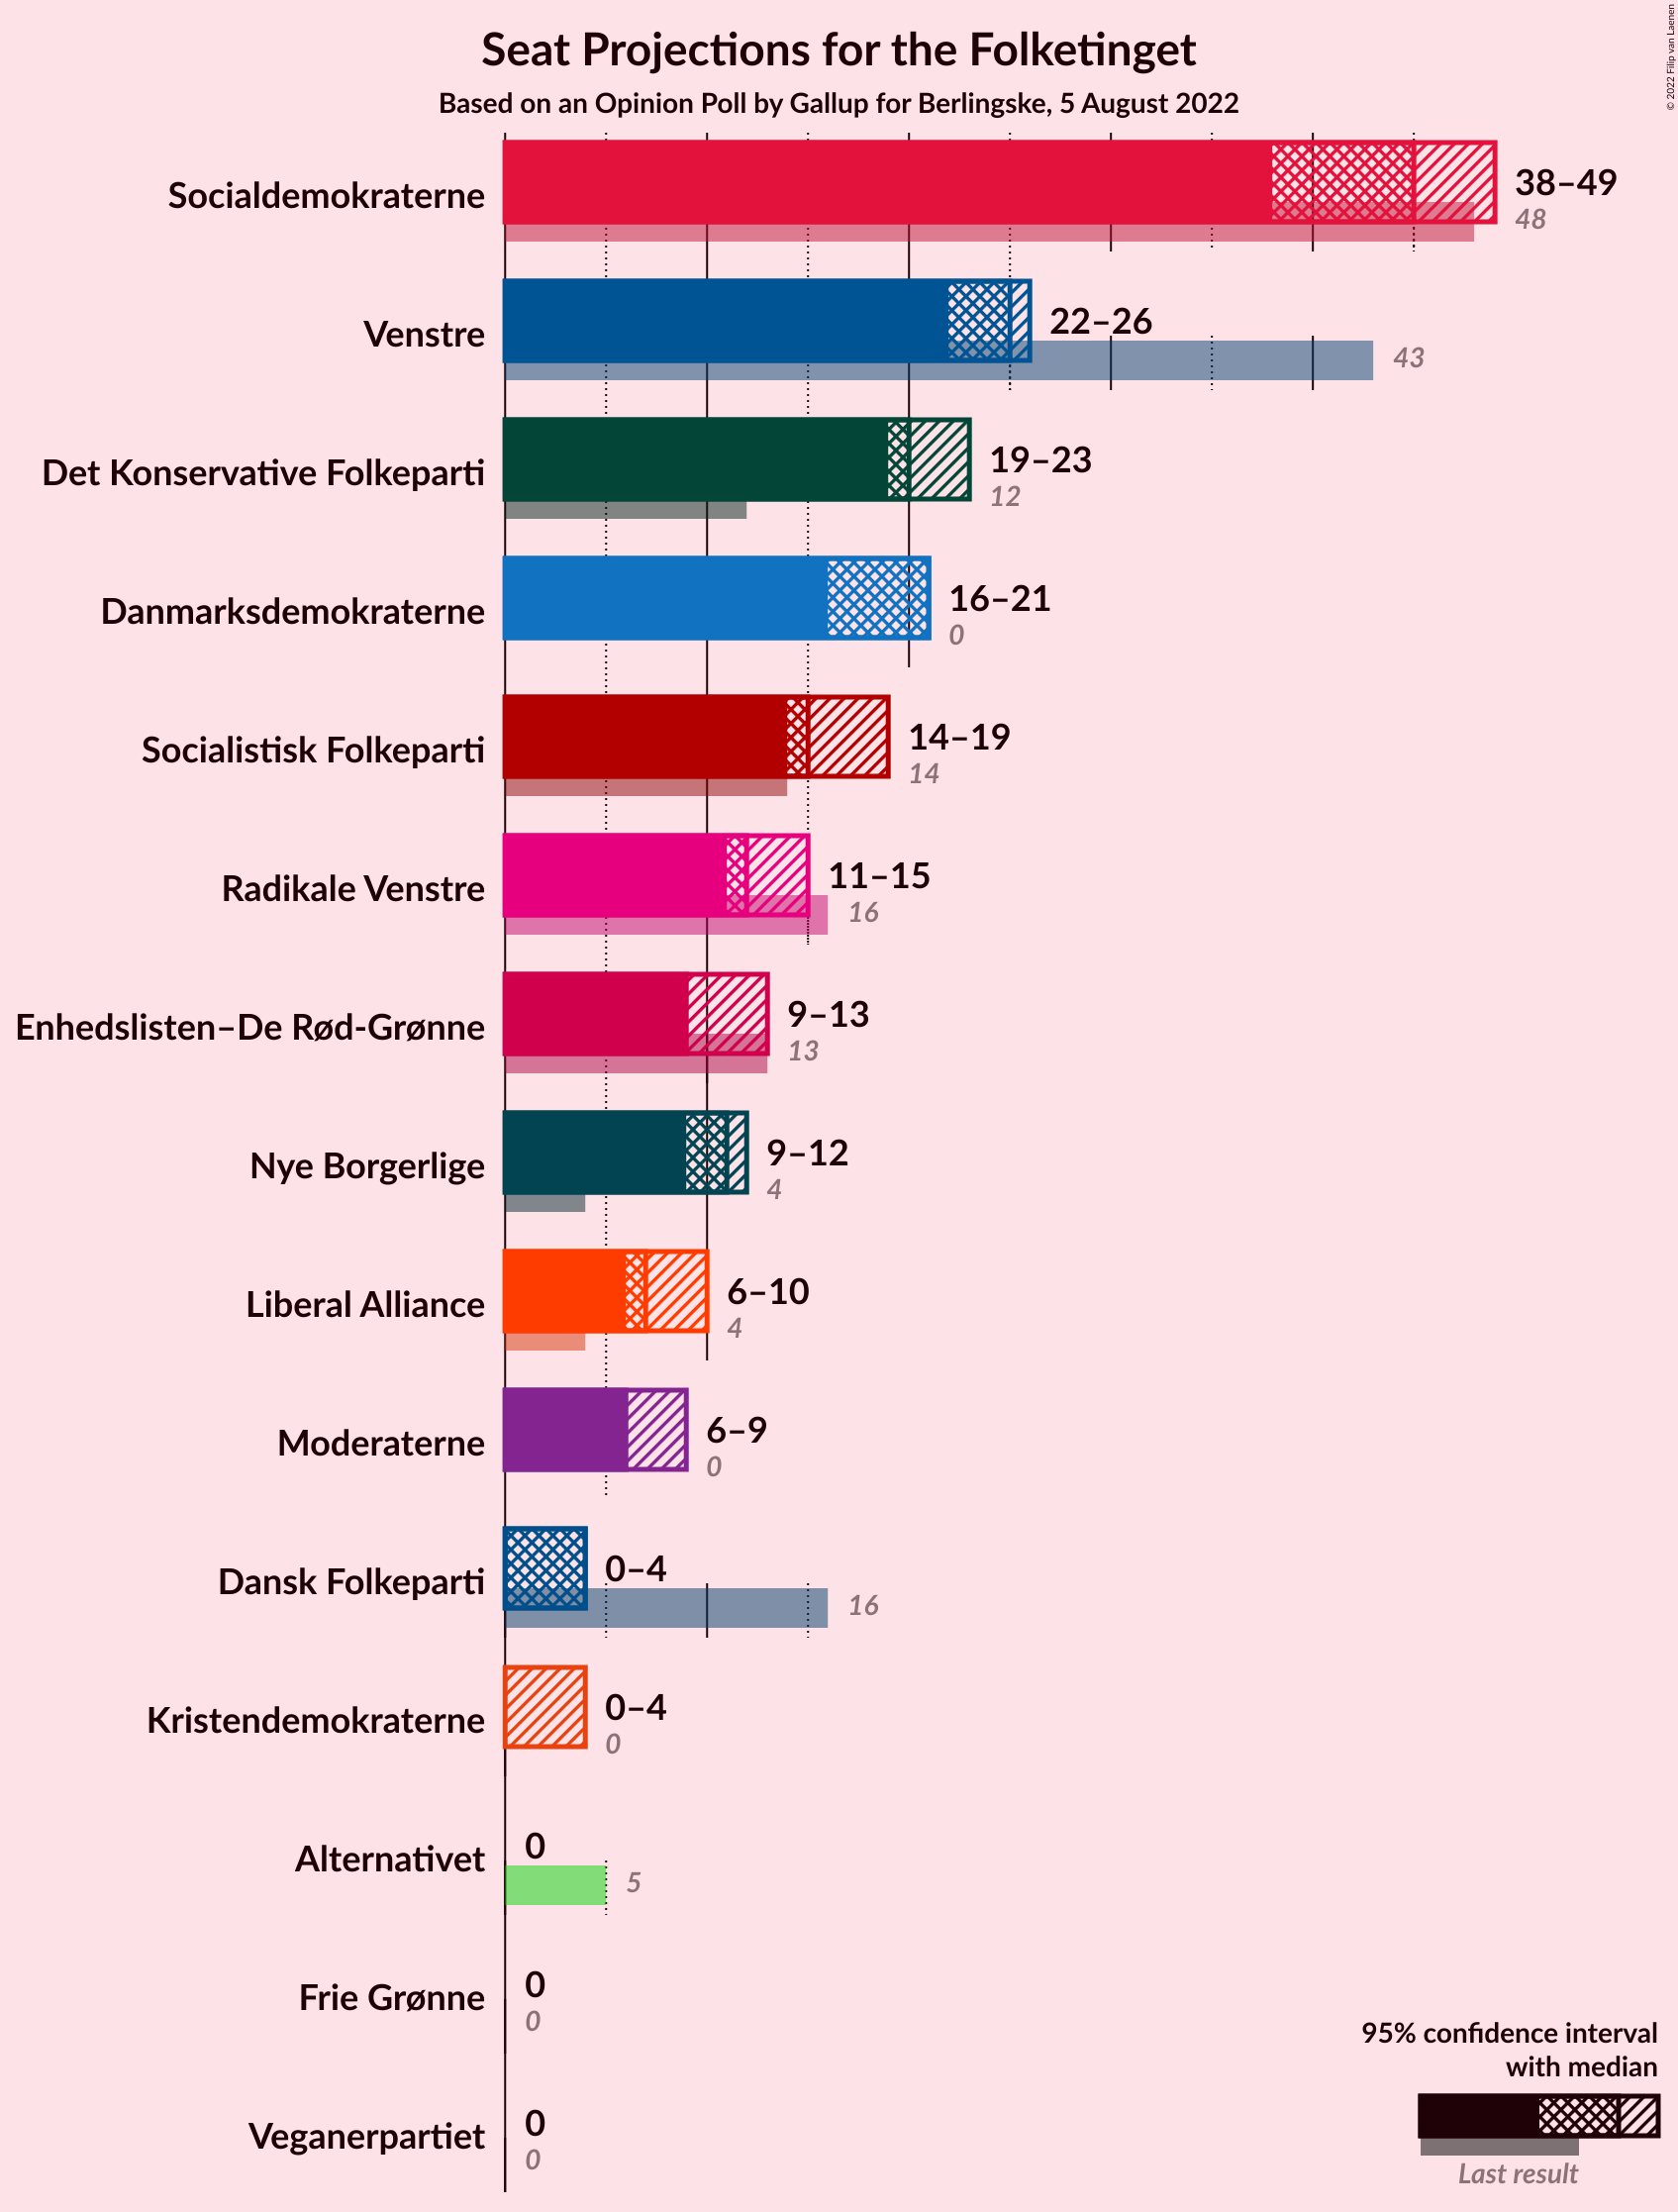 Seat Projections for the Folketinget
Based on an Opinion Poll by Gallup for Berlingske, 5 August 2022
© 2022 Filip van Laenen
Socialdemokraterne
38–49
48
Venstre
22–26
43
Det Konservative Folkeparti
19–23
12
Danmarksdemokraterne
16–21
0
Socialistisk Folkeparti
14–19
14
Radikale Venstre
11–15
16
Enhedslisten–De Rød-Grønne
9–13
13
Nye Borgerlige
9–12
4
Liberal Alliance
6–10
4
Moderaterne
6–9
0
Dansk Folkeparti
0–4
16
Kristendemokraterne
0–4
0
Alternativet
0
5
Frie Grønne
0
0
Veganerpartiet
0
0
95% confidence interval
with median
Last result